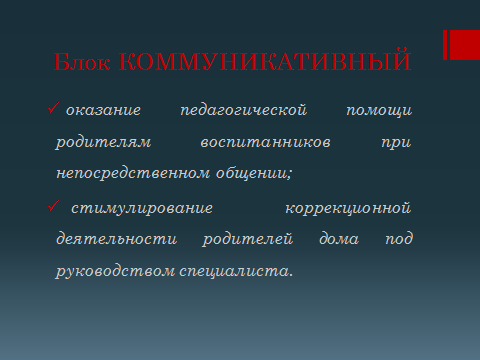 Блок КОММУНИКАТИВНЫЙ
✓ оказание педагогической помощи
родителям воспитанников при
непосредственном общении;
✓ стимулирование коррекционной
деятельности родителей дома под
руководством специалиста.